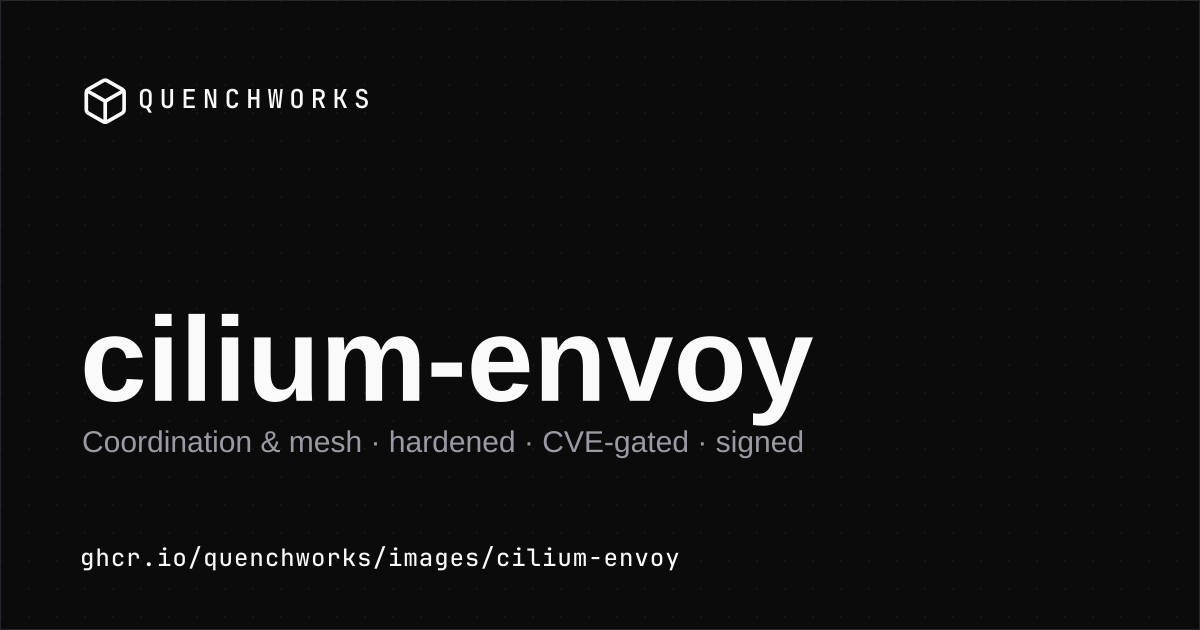 QUENCHWORKS
cilium-envoy
Coordination & mesh · hardened · CVE-gated · signed
ghcr.io/quenchworks/images/cilium-envoy